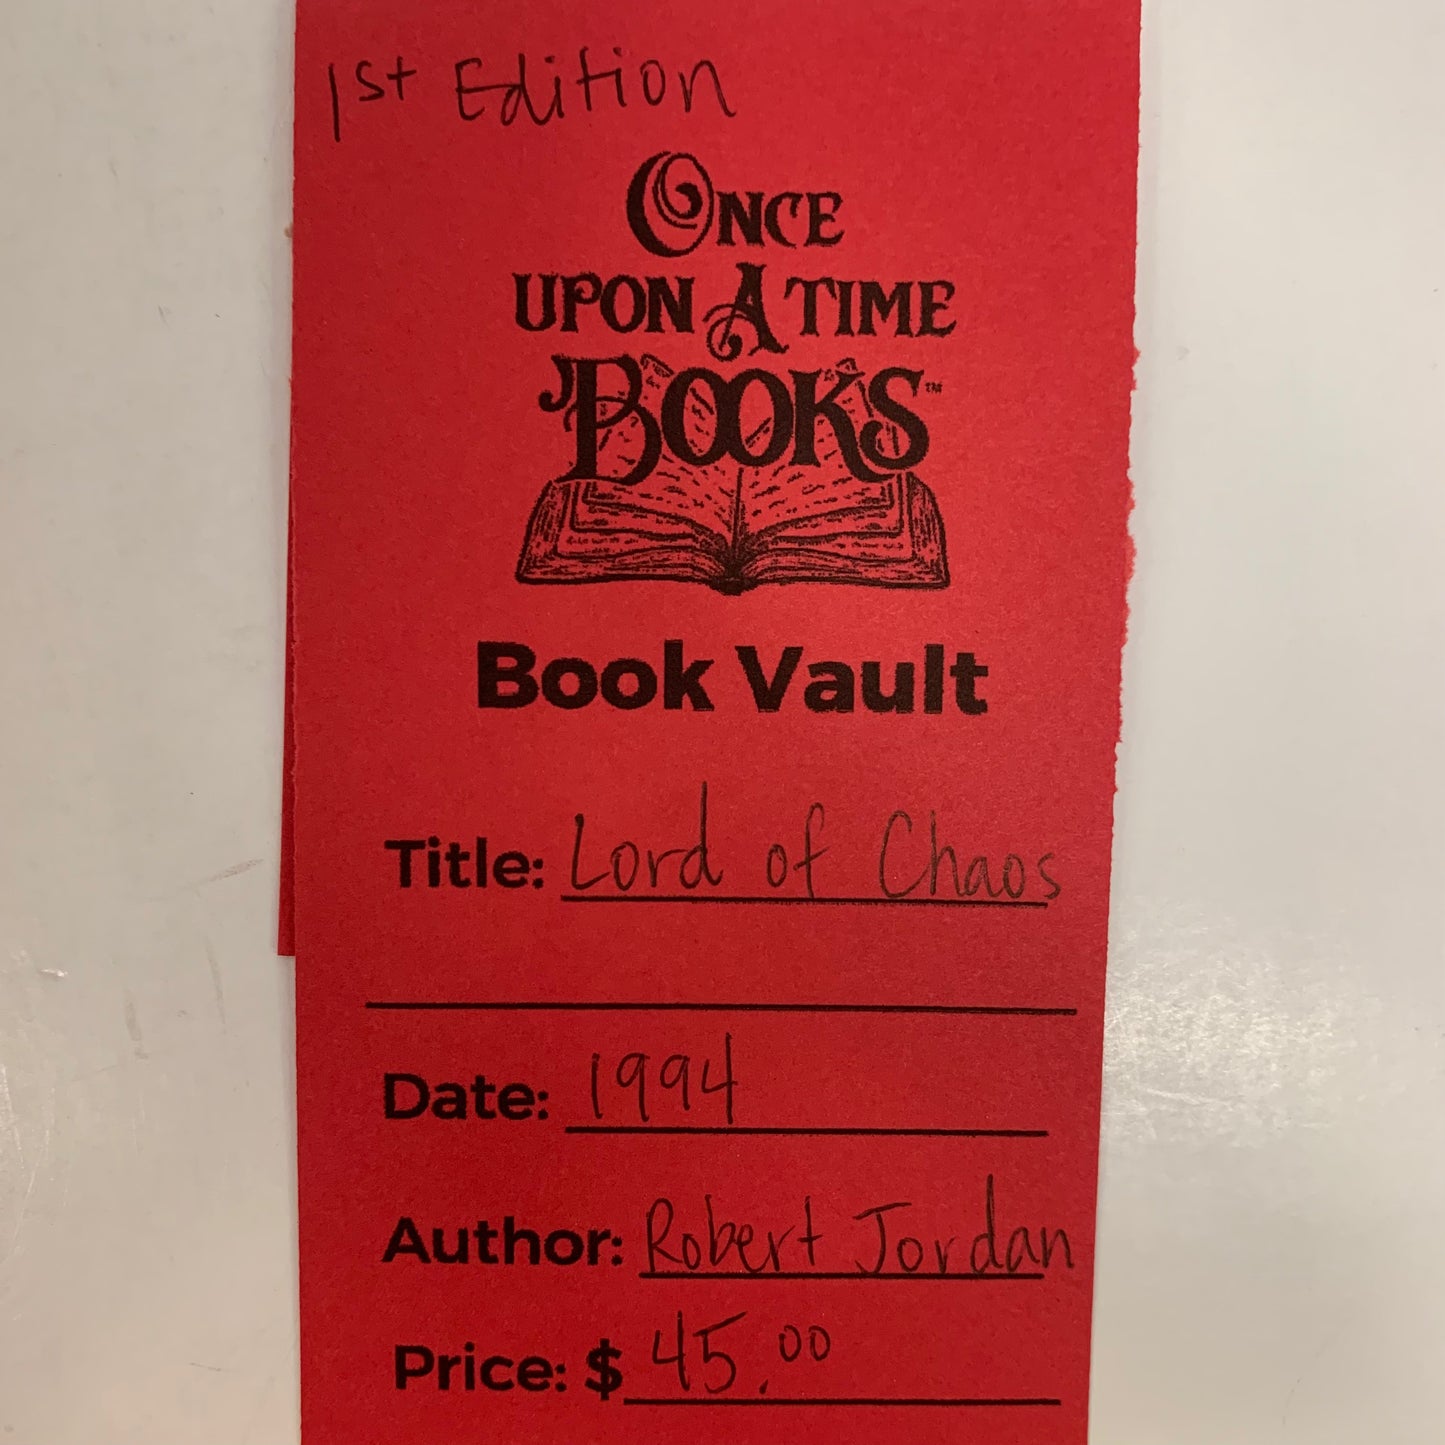 1st Edition
ONCE
UPON A TIME
BOOKS™
Book Vault
Title: Lord of Chaos
Date: 1994
Author: Robert Jordan
Price: $ 45.00